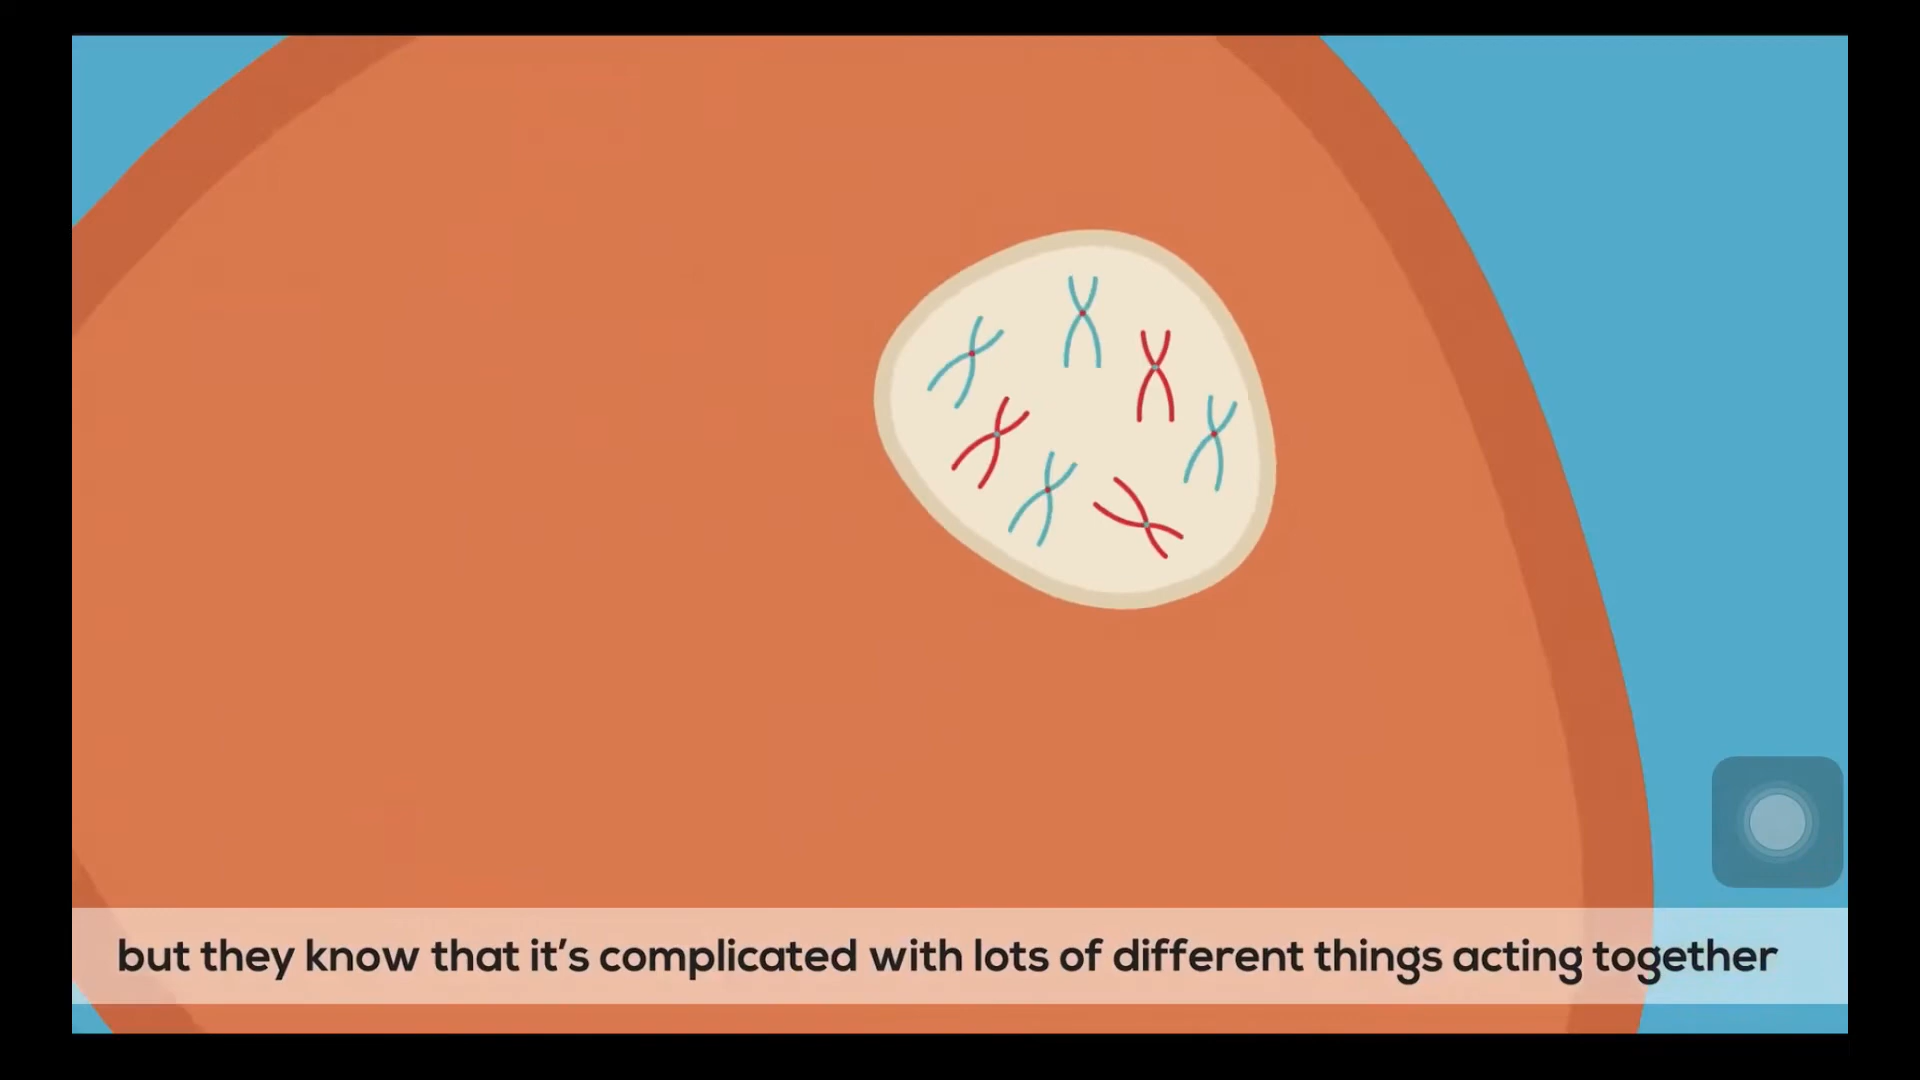 but they know that it's complicated with lots of different things acting together